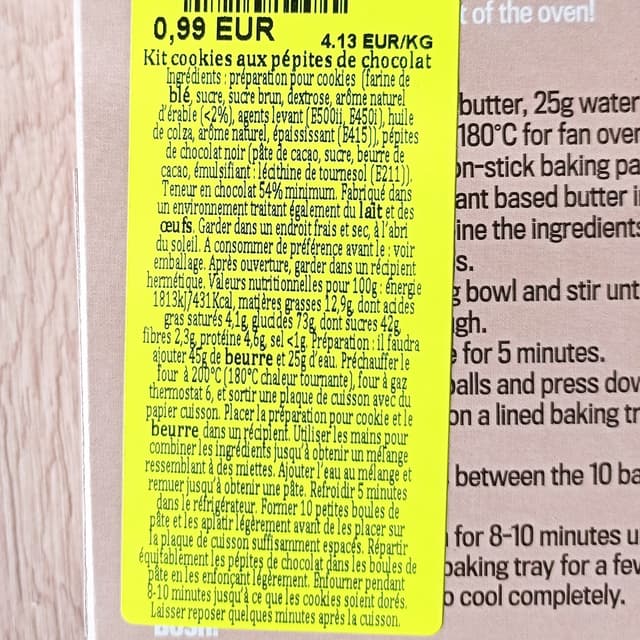 0,99 EUR
4.13 EUR/KG
Kit cookies aux pépites de chocolat
Ingrédients : préparation pour cookies (farine de
blé, sucre, sucre brun, dextrose, arôme naturel
d'érable (<2%), agents levant (E500ii, E450i), huile
de colza, arôme naturel, épaississant (E415)), pépites
de chocolat noir (pâte de cacao, sucre, beurre de
cacao, émulsifiant : lécithine de tournesol (E211)).
Teneur en chocolat 54% minimum. Fabriqué dans
un environnement traitant également du lait et des
œufs. Garder dans un endroit frais et sec, à l'abri
du soleil. A consommer de préférence avant le : voir
emballage. Après ouverture, garder dans un récipient
hermétique. Valeurs nutritionnelles pour 100g : énergie
1813kJ/431Kcal, matières grasses 12,9g, dont acides
gras saturés 4,1g, glucides 73g, dont sucres 42g,
fibres 2,3g, protéine 4,6g, sel <1g. Préparation : il faudra
ajouter 45g de beurre et 25g d'eau. Préchauffer le
four à 200°C (180°C chaleur tournante), four à gaz
thermostat 6, et sortir une plaque de cuisson avec du
papier cuisson. Placer la préparation pour cookie et le
beurre dans un récipient. Utiliser les mains pour
combiner les ingrédients jusqu'à obtenir un mélange
ressemblant à des miettes. Ajouter l'eau au mélange et
remuer jusqu'à obtenir une pâte. Refroidir 5 minutes
dans le réfrigérateur. Former 10 petites boules de
pâte et les aplatir légèrement avant de les placer sur
la plaque de cuisson suffisamment espacés. Répartir
équitablement les pépites de chocolat dans les boules de
pâte en les enfonçant légèrement. Enfourner pendant
8-10 minutes jusqu'à ce que les cookies soient dorés.
Laisser reposer quelques minutes après la cuisson.
t of the oven!
butter, 25g water
180°C for fan oven
on-stick baking pa
ant based butter i
ine the ingredients
s.
g bowl and stir unt
gh.
e for 5 minutes.
balls and press dow
on a lined baking tr
between the 10 ba
for 8-10 minutes u
baking tray for a few
o cool completely.